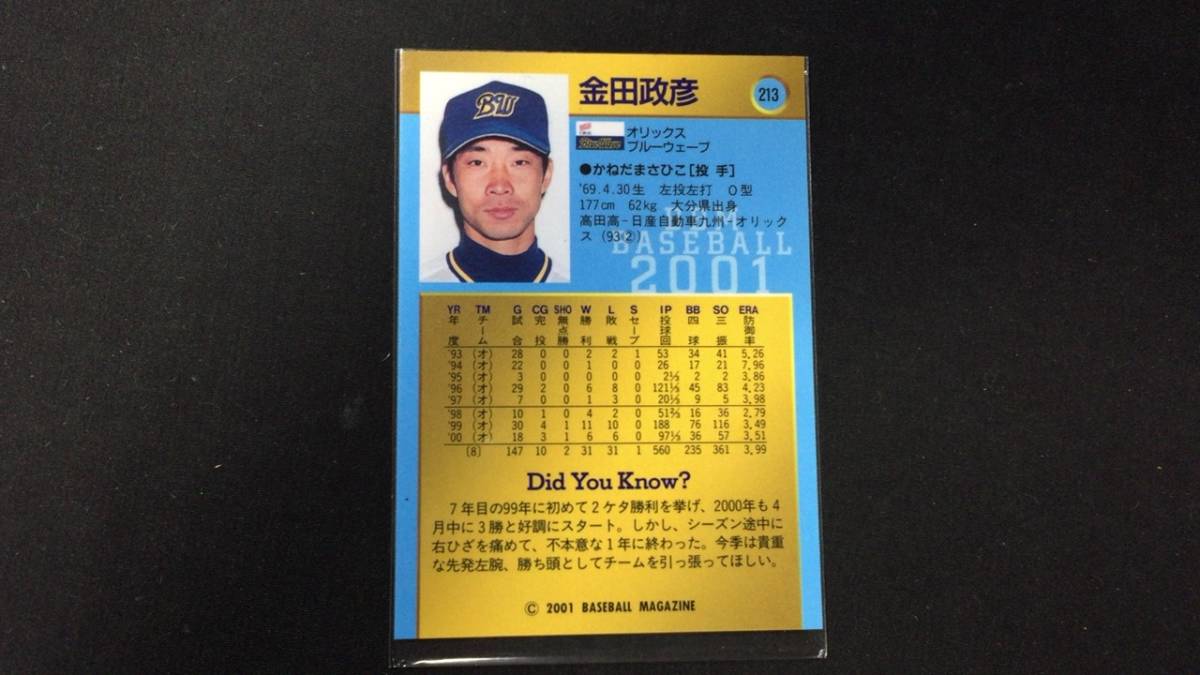 金田政彦
213
BW
オリックス
ブルーウェーブ
●かねだまさひこ[投 手]
'69.4.30生 左投左打 O型
177cm 62kg 大分県出身
高田高-日産自動車九州-オリック
ス (93②)
BBM
BASEBALL
2001
YR TM G CG SHO W L S IP BB SO ERA
年度 チーム 試合 完投 無点勝 勝利 敗戦 セーブ 投球回 四球 三振 防御率
'93 (オ) 28 0 0 2 2 1 53 34 41 5.26
'94 (オ) 22 0 0 1 0 0 26 17 21 7.96
'95 (オ) 3 0 0 0 0 0 2⅓ 2 2 3.86
'96 (オ) 29 2 0 6 8 0 121⅓ 45 83 4.23
'97 (オ) 7 0 0 1 3 0 20⅓ 9 5 3.98
'98 (オ) 10 1 0 4 2 0 51⅔ 16 36 2.79
'99 (オ) 30 4 1 11 10 0 188 76 116 3.49
'00 (オ) 18 3 1 6 6 0 97⅓ 36 57 3.51
(8) 147 10 2 31 31 1 560 235 361 3.99
Did You Know?
7年目の99年に初めて2ケタ勝利を挙げ、2000年も4
月中に3勝と好調にスタート。しかし、シーズン途中に
右ひざを痛めて、不本意な1年に終わった。今季は貴重
な先発左腕、勝ち頭としてチームを引っ張ってほしい。
© 2001 BASEBALL MAGAZINE